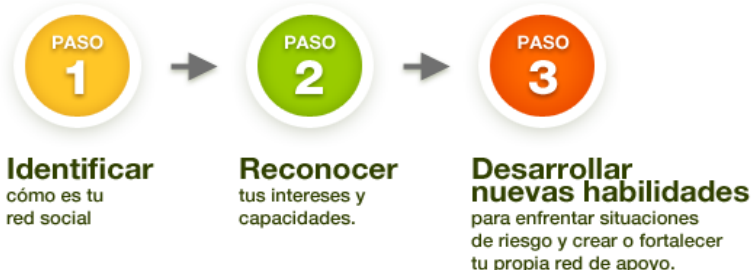 PASO
1
PASO
2
PASO
3
Identificar
cómo es tu
red social
Reconocer
tus intereses y
capacidades.
Desarrollar
nuevas habilidades
para enfrentar situaciones
de riesgo y crear o fortalecer
tu propia red de apoyo.